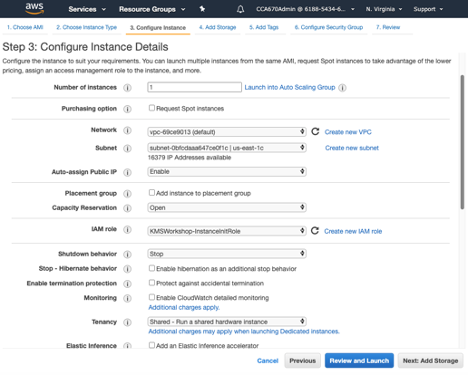 aws Services Resource Groups CCA670Admin @ 6188-5434-6... N. Virginia Support
1. Choose AMI 2. Choose Instance Type 3. Configure Instance 4. Add Storage 5. Add Tags 6. Configure Security Group 7. Review
Step 3: Configure Instance Details
Configure the instance to suit your requirements. You can launch multiple instances from the same AMI, request Spot instances to take advantage of the lower
pricing, assign an access management role to the instance, and more.
Number of instances 1 Launch into Auto Scaling Group
Purchasing option Request Spot instances
Network vpc-69ce9013 (default) Create new VPC
Subnet subnet-0bfcdaaa647ce0f1c | us-east-1c Create new subnet
16379 IP Addresses available
Auto-assign Public IP Enable
Placement group Add instance to placement group
Capacity Reservation Open
IAM role KMSWorkshop-InstanceInitRole Create new IAM role
Shutdown behavior Stop
Stop - Hibernate behavior Enable hibernation as an additional stop behavior
Enable termination protection Protect against accidental termination
Monitoring Enable CloudWatch detailed monitoring
Additional charges apply.
Tenancy Shared - Run a shared hardware instance
Additional charges may apply when launching Dedicated instances.
Elastic Inference Add an Elastic Inference accelerator
Cancel Previous Review and Launch Next: Add Storage